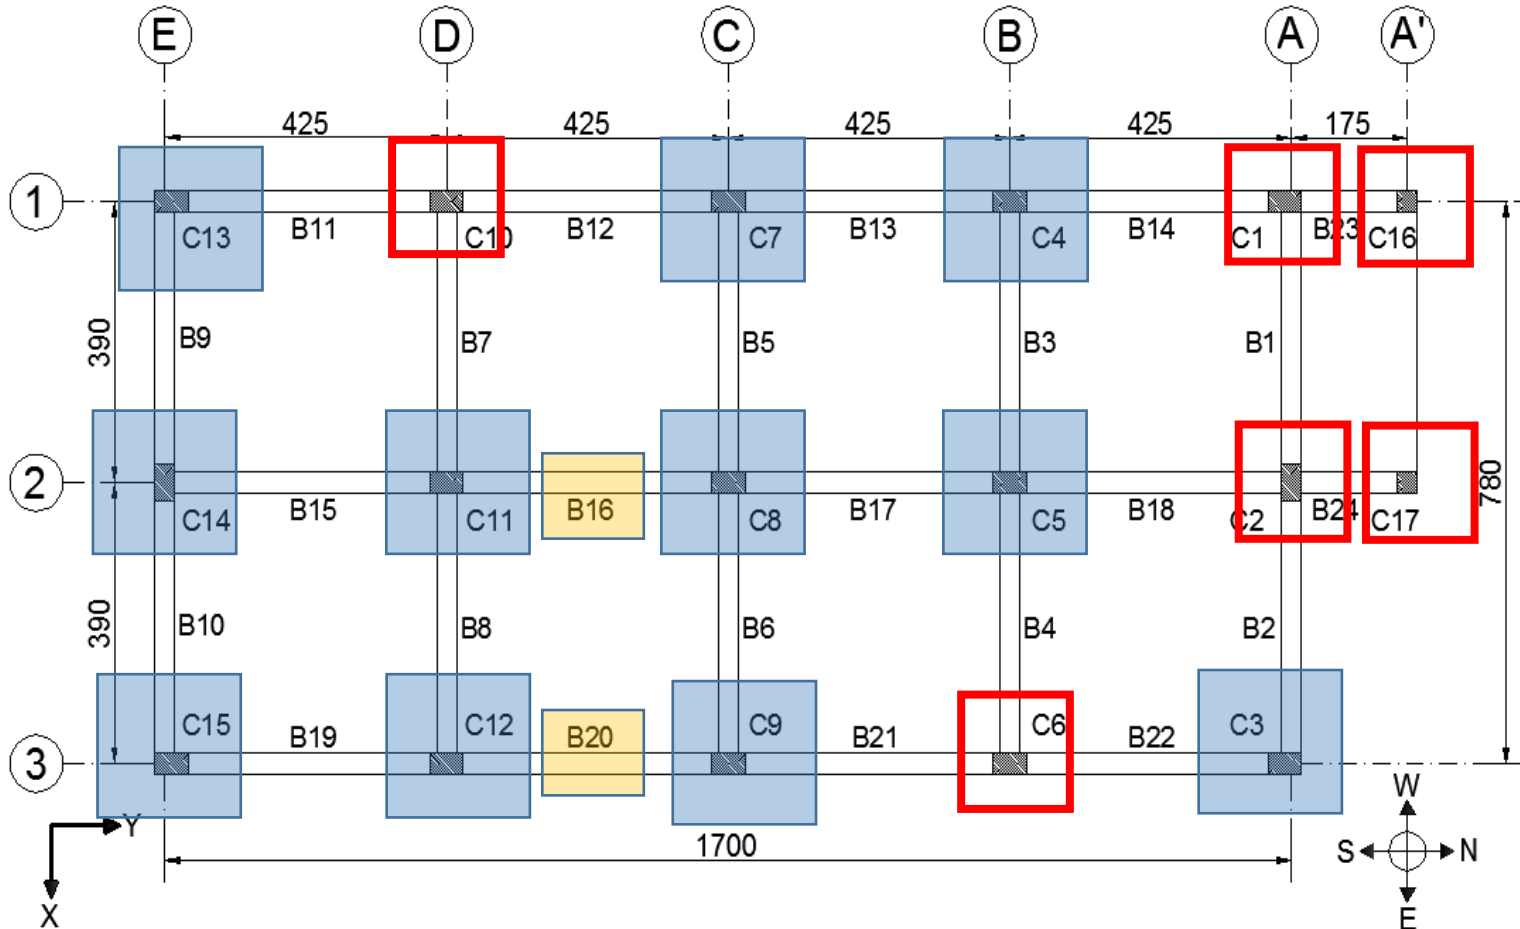 E D C B A A'
425 425 425 425 175
1
C13 B11 C10 B12 C7 B13 C4 B14 C1 B23 C16
390 B9 B7 B5 B3 B1
2
C14 B15 C11 B16 C8 B17 C5 B18 C2 B24 C17
780
390 B10 B8 B6 B4 B2
C15 B19 C12 B20 C9 B21 C6 B22 C3
3
W
Y
1700
S N
X
E